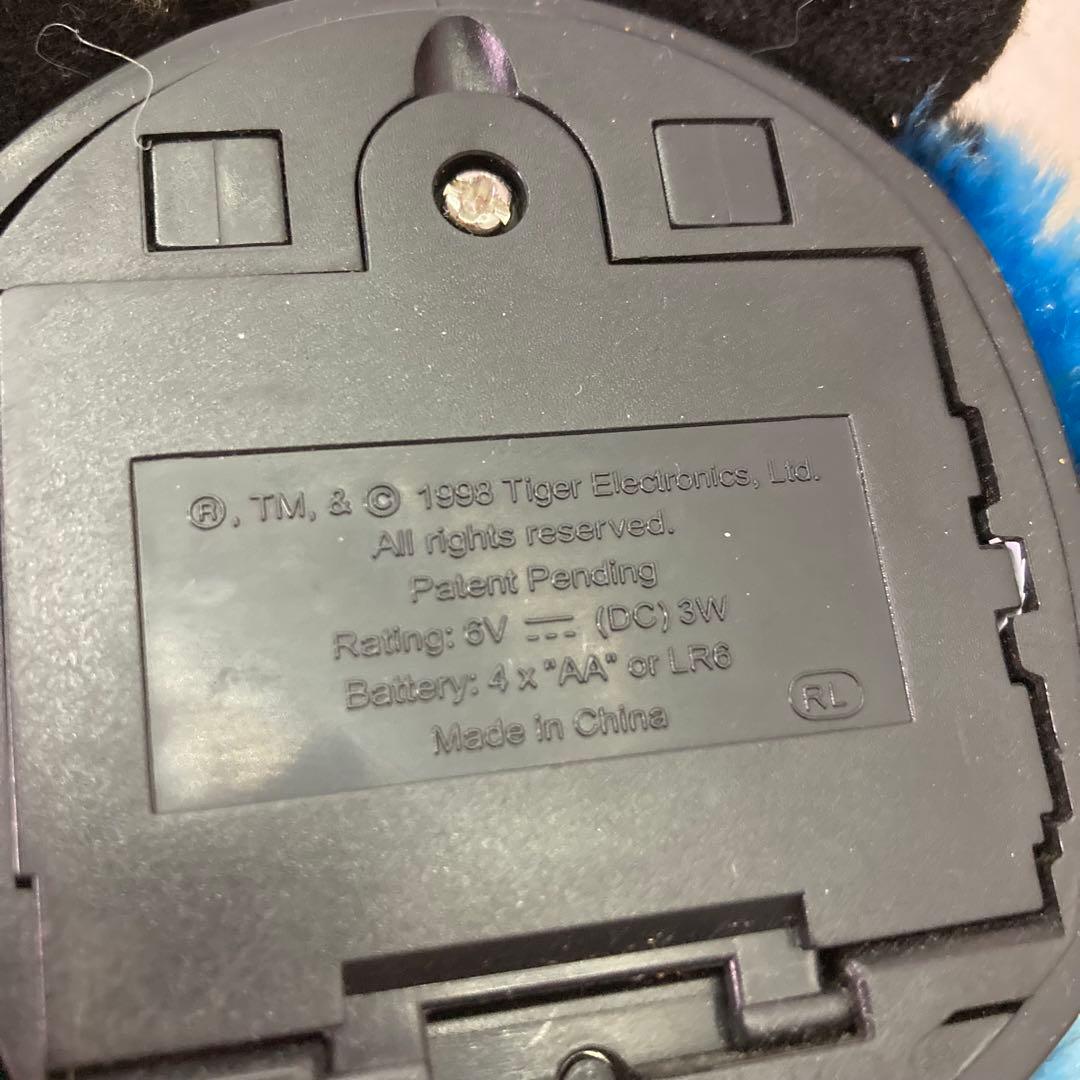 ®, TM, & © 1998 Tiger Electronics, Ltd.
All rights reserved.
Patent Pending
Rating: 6V ⎓ (DC) 3W
Battery: 4 x "AA" or LR6
Made in China
RL